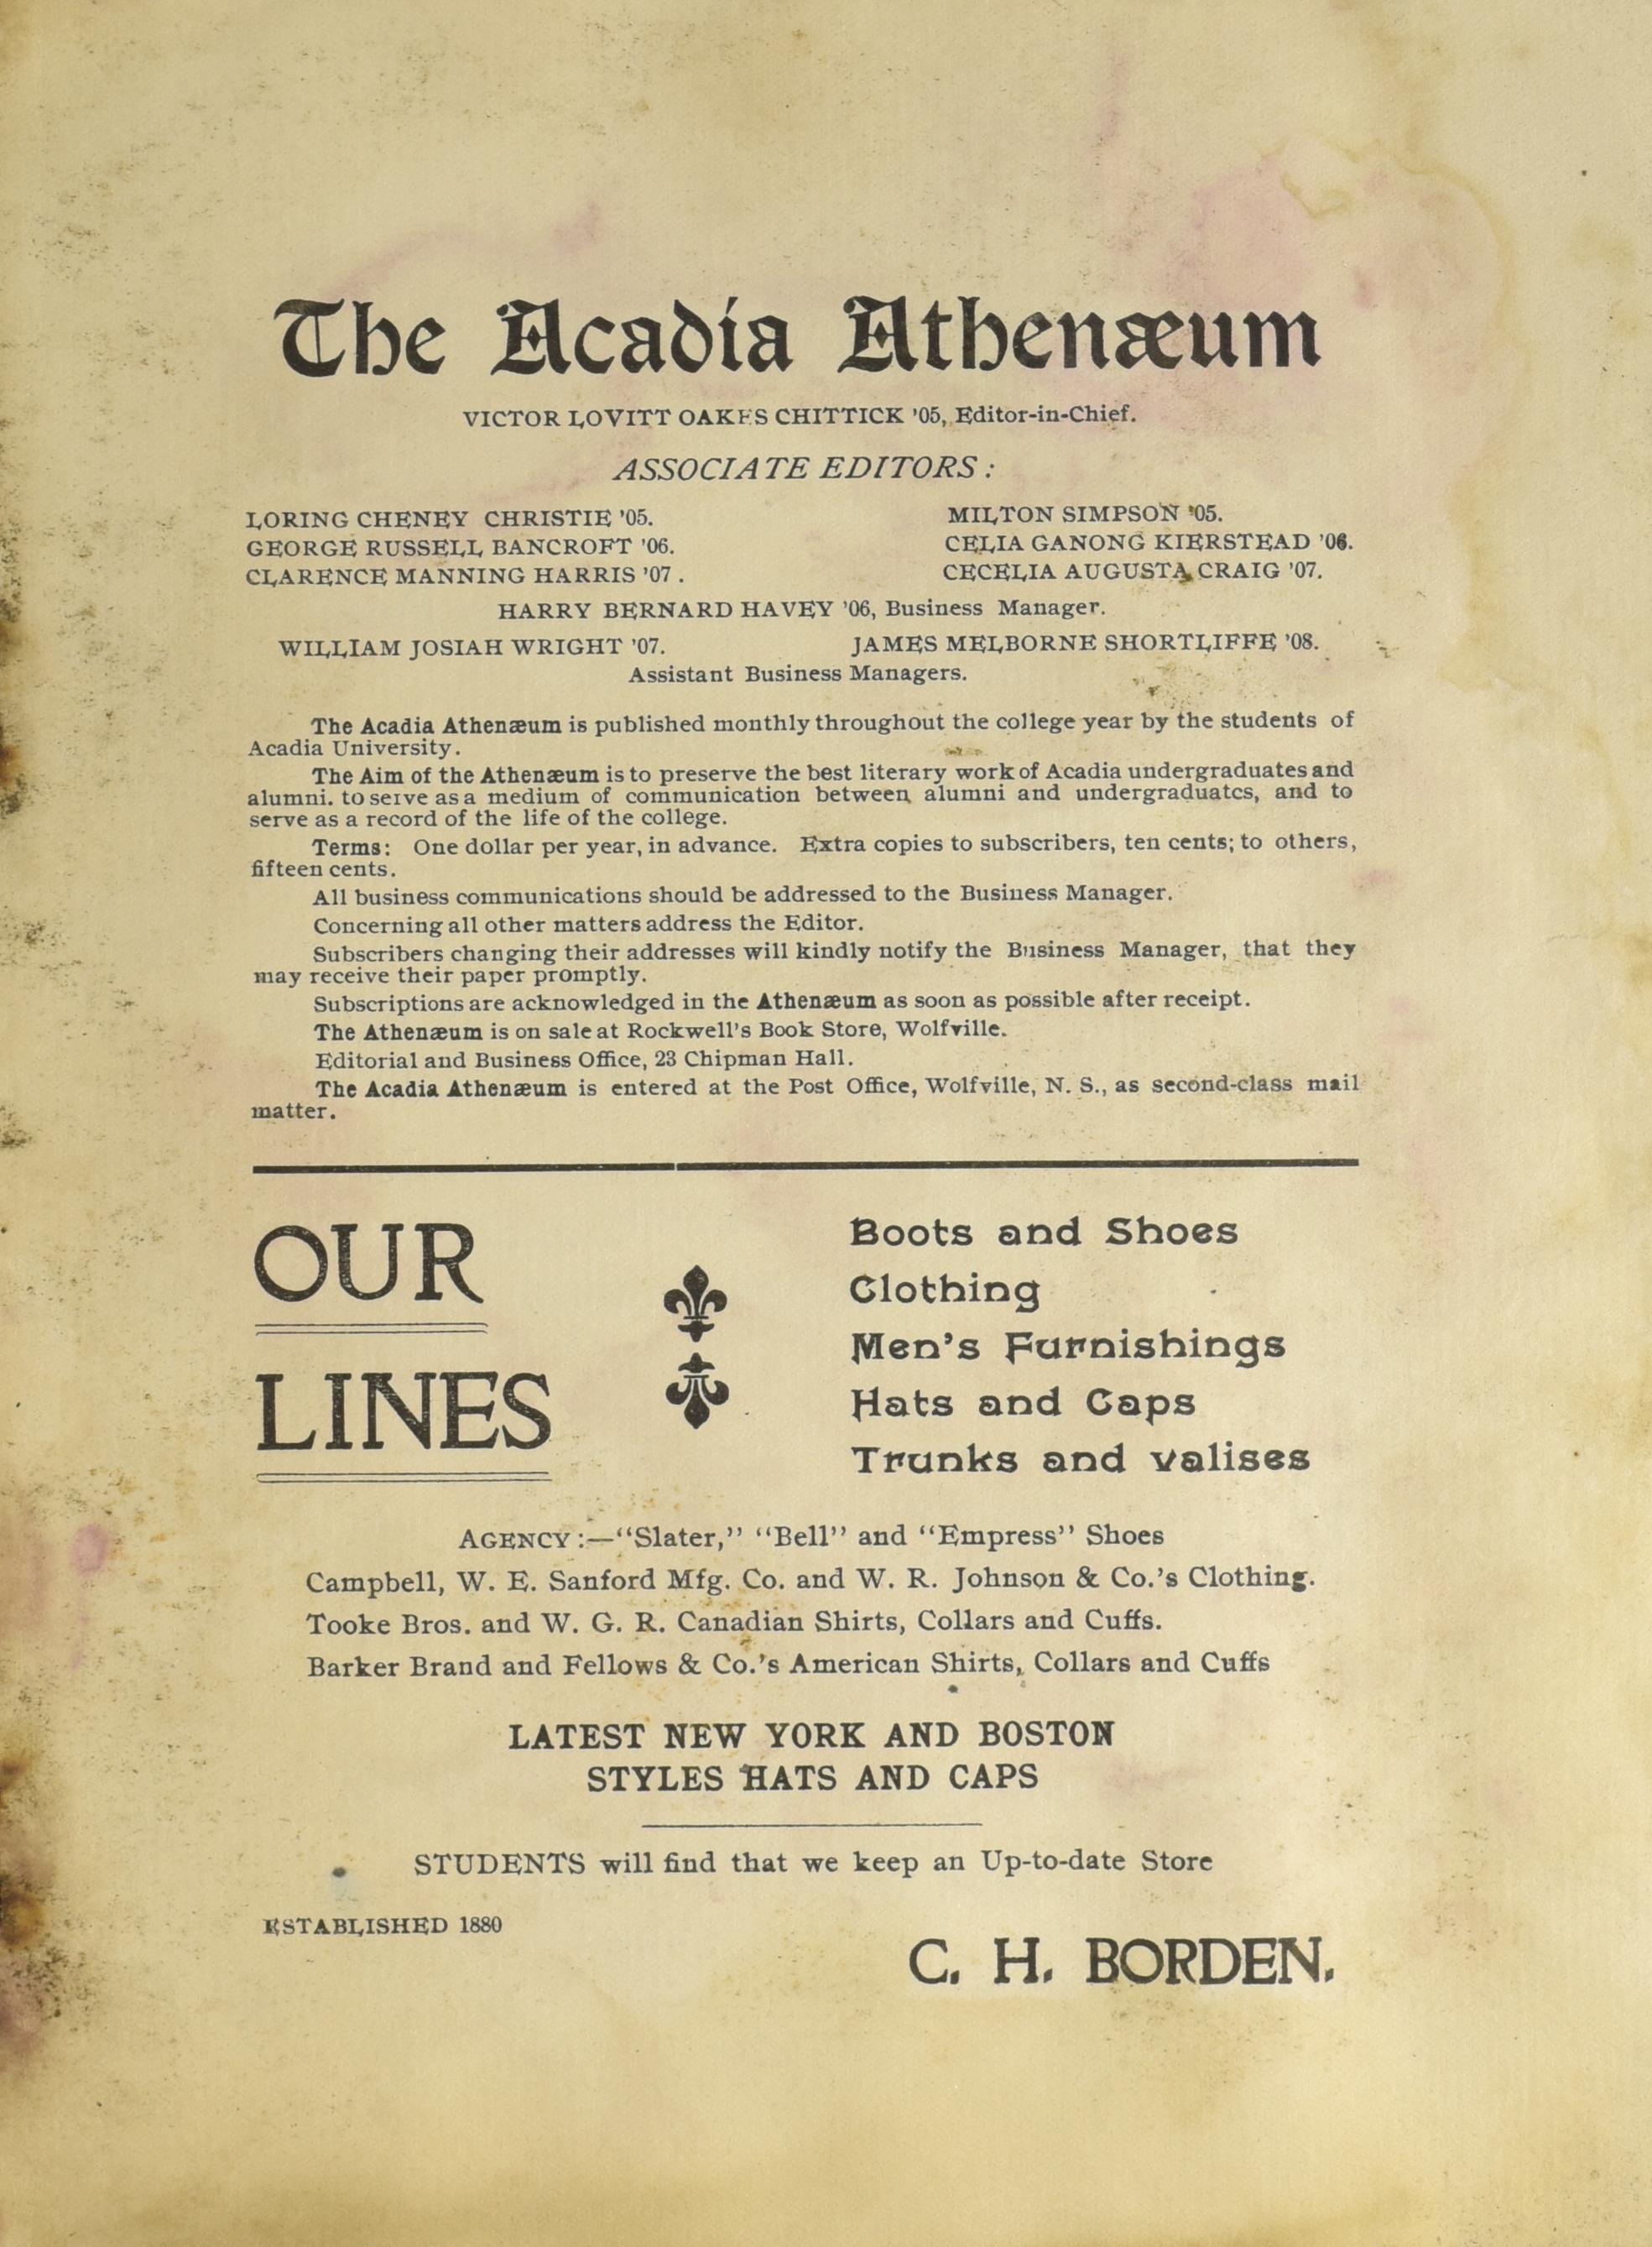 The Acadia Athenæum
VICTOR LOVITT OAKES CHITTICK '05, Editor-in-Chief.
ASSOCIATE EDITORS :
LORING CHENEY CHRISTIE '05.
MILTON SIMPSON '05.
GEORGE RUSSELL BANCROFT '06.
CELIA GANONG KIERSTEAD '06.
CLARENCE MANNING HARRIS '07 .
CECELIA AUGUSTA CRAIG '07.
HARRY BERNARD HAVEY '06, Business Manager.
WILLIAM JOSIAH WRIGHT '07.
JAMES MELBORNE SHORTLIFFE '08.
Assistant Business Managers.
The Acadia Athenæum is published monthly throughout the college year by the students of
Acadia University.
The Aim of the Athenæum is to preserve the best literary work of Acadia undergraduates and
alumni. to serve as a medium of communication between alumni and undergraduates, and to
serve as a record of the life of the college.
Terms: One dollar per year, in advance. Extra copies to subscribers, ten cents; to others,
fifteen cents.
All business communications should be addressed to the Business Manager.
Concerning all other matters address the Editor.
Subscribers changing their addresses will kindly notify the Business Manager, that they
may receive their paper promptly.
Subscriptions are acknowledged in the Athenæum as soon as possible after receipt.
The Athenæum is on sale at Rockwell's Book Store, Wolfville.
Editorial and Business Office, 23 Chipman Hall.
The Acadia Athenæum is entered at the Post Office, Wolfville, N. S., as second-class mail
matter.
OUR
LINES
Boots and Shoes
Clothing
Men's Furnishings
Hats and Caps
Trunks and valises
AGENCY :—"Slater," "Bell" and "Empress" Shoes
Campbell, W. E. Sanford Mfg. Co. and W. R. Johnson & Co.'s Clothing.
Tooke Bros. and W. G. R. Canadian Shirts, Collars and Cuffs.
Barker Brand and Fellows & Co.'s American Shirts, Collars and Cuffs
LATEST NEW YORK AND BOSTON
STYLES HATS AND CAPS
STUDENTS will find that we keep an Up-to-date Store
ESTABLISHED 1880
C. H. BORDEN.